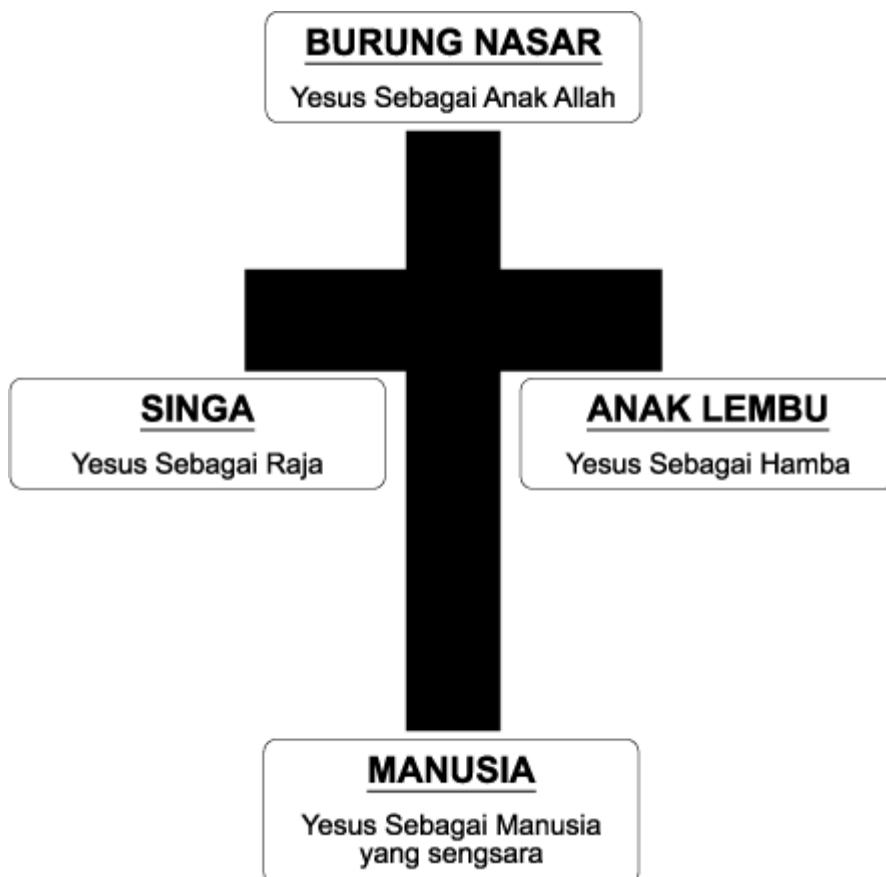 BURUNG NASAR
Yesus Sebagai Anak Allah
SINGA
Yesus Sebagai Raja
ANAK LEMBU
Yesus Sebagai Hamba
MANUSIA
Yesus Sebagai Manusia
yang sengsara